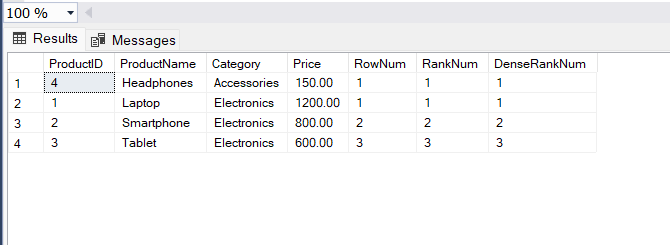 100 %
Results Messages
ProductID ProductName Category Price RowNum RankNum DenseRankNum
1 4 Headphones Accessories 150.00 1 1 1
2 1 Laptop Electronics 1200.00 1 1 1
3 2 Smartphone Electronics 800.00 2 2 2
4 3 Tablet Electronics 600.00 3 3 3